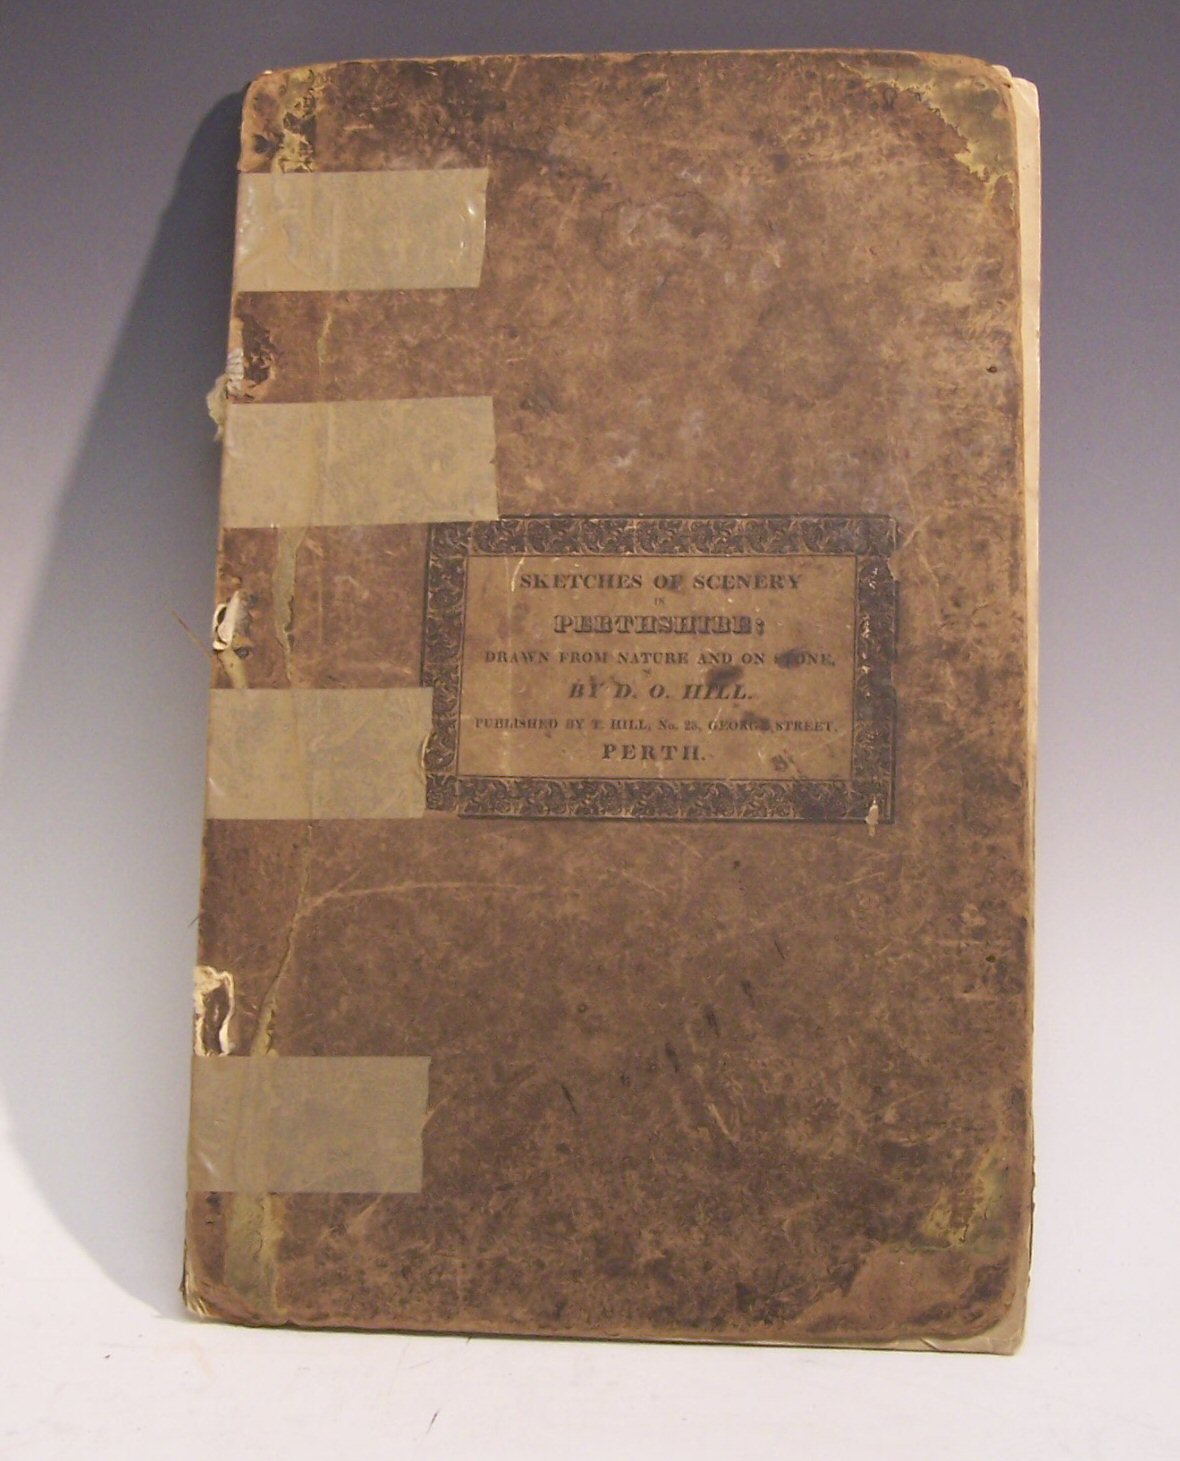 SKETCHES OF SCENERY
IN
PERTHSHIRE;
DRAWN FROM NATURE AND ON STONE,
BY D. O. HILL.
PUBLISHED BY T. HILL, No. 25, GEORGE STREET,
PERTH.